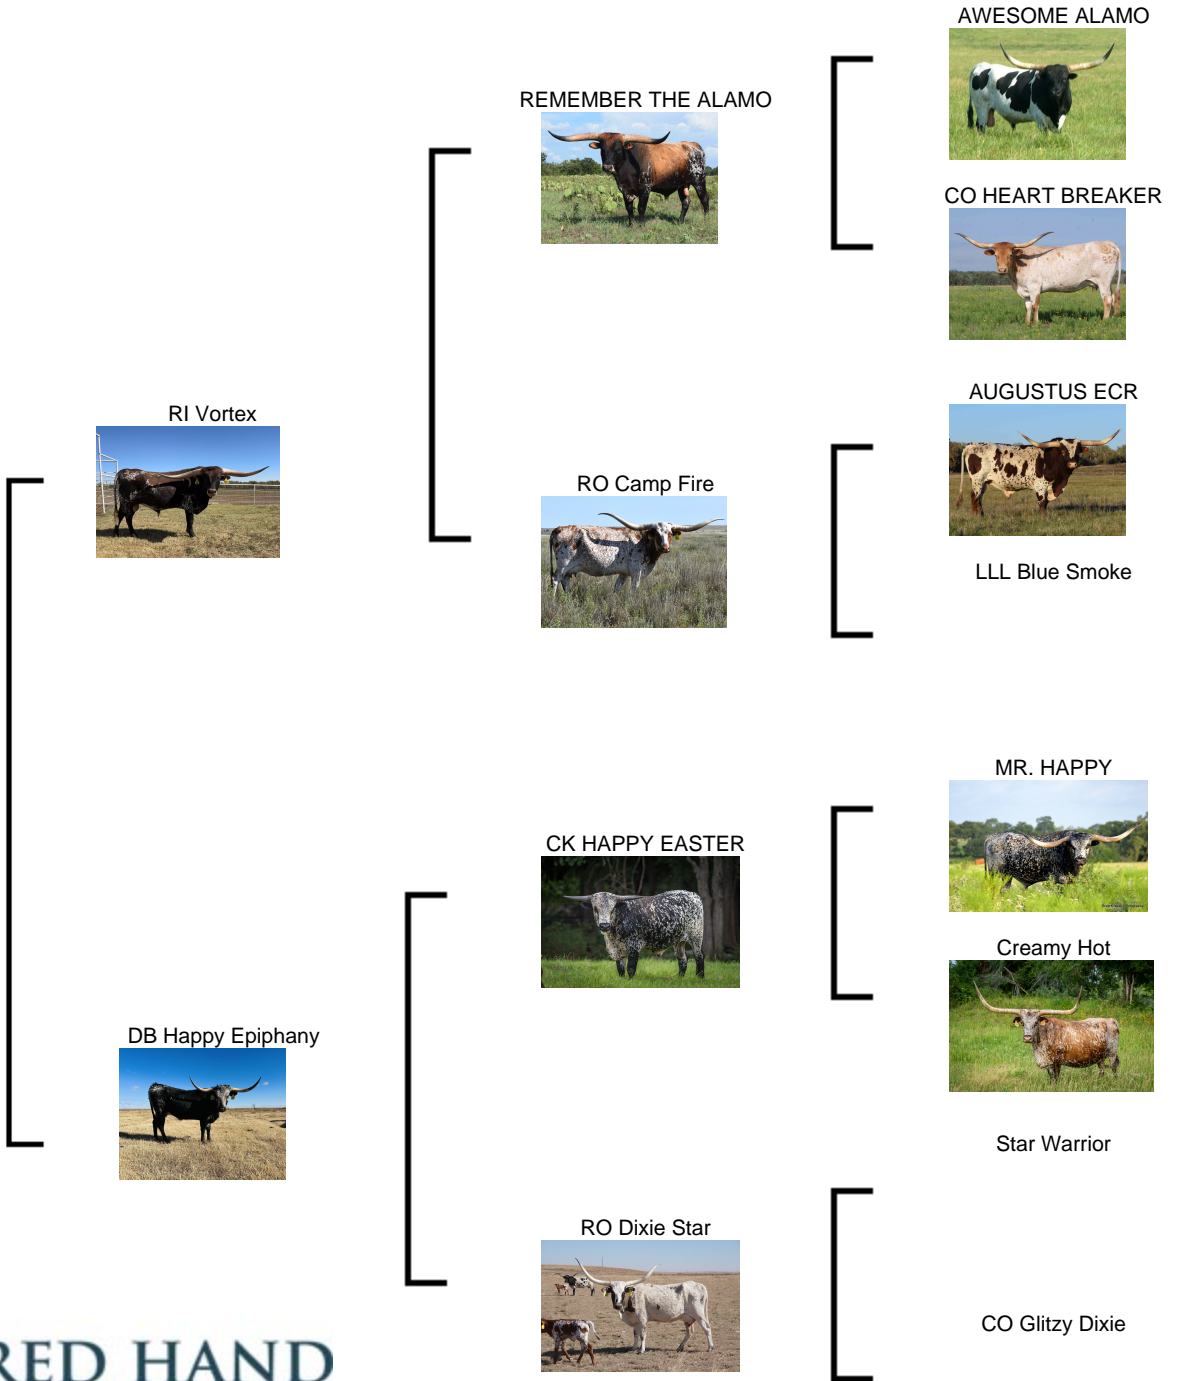 AWESOME ALAMO
REMEMBER THE ALAMO
CO HEART BREAKER
AUGUSTUS ECR
RI Vortex
RO Camp Fire
LLL Blue Smoke
MR. HAPPY
CK HAPPY EASTER
Creamy Hot
DB Happy Epiphany
Star Warrior
RO Dixie Star
CO Glitzy Dixie
RED HAND